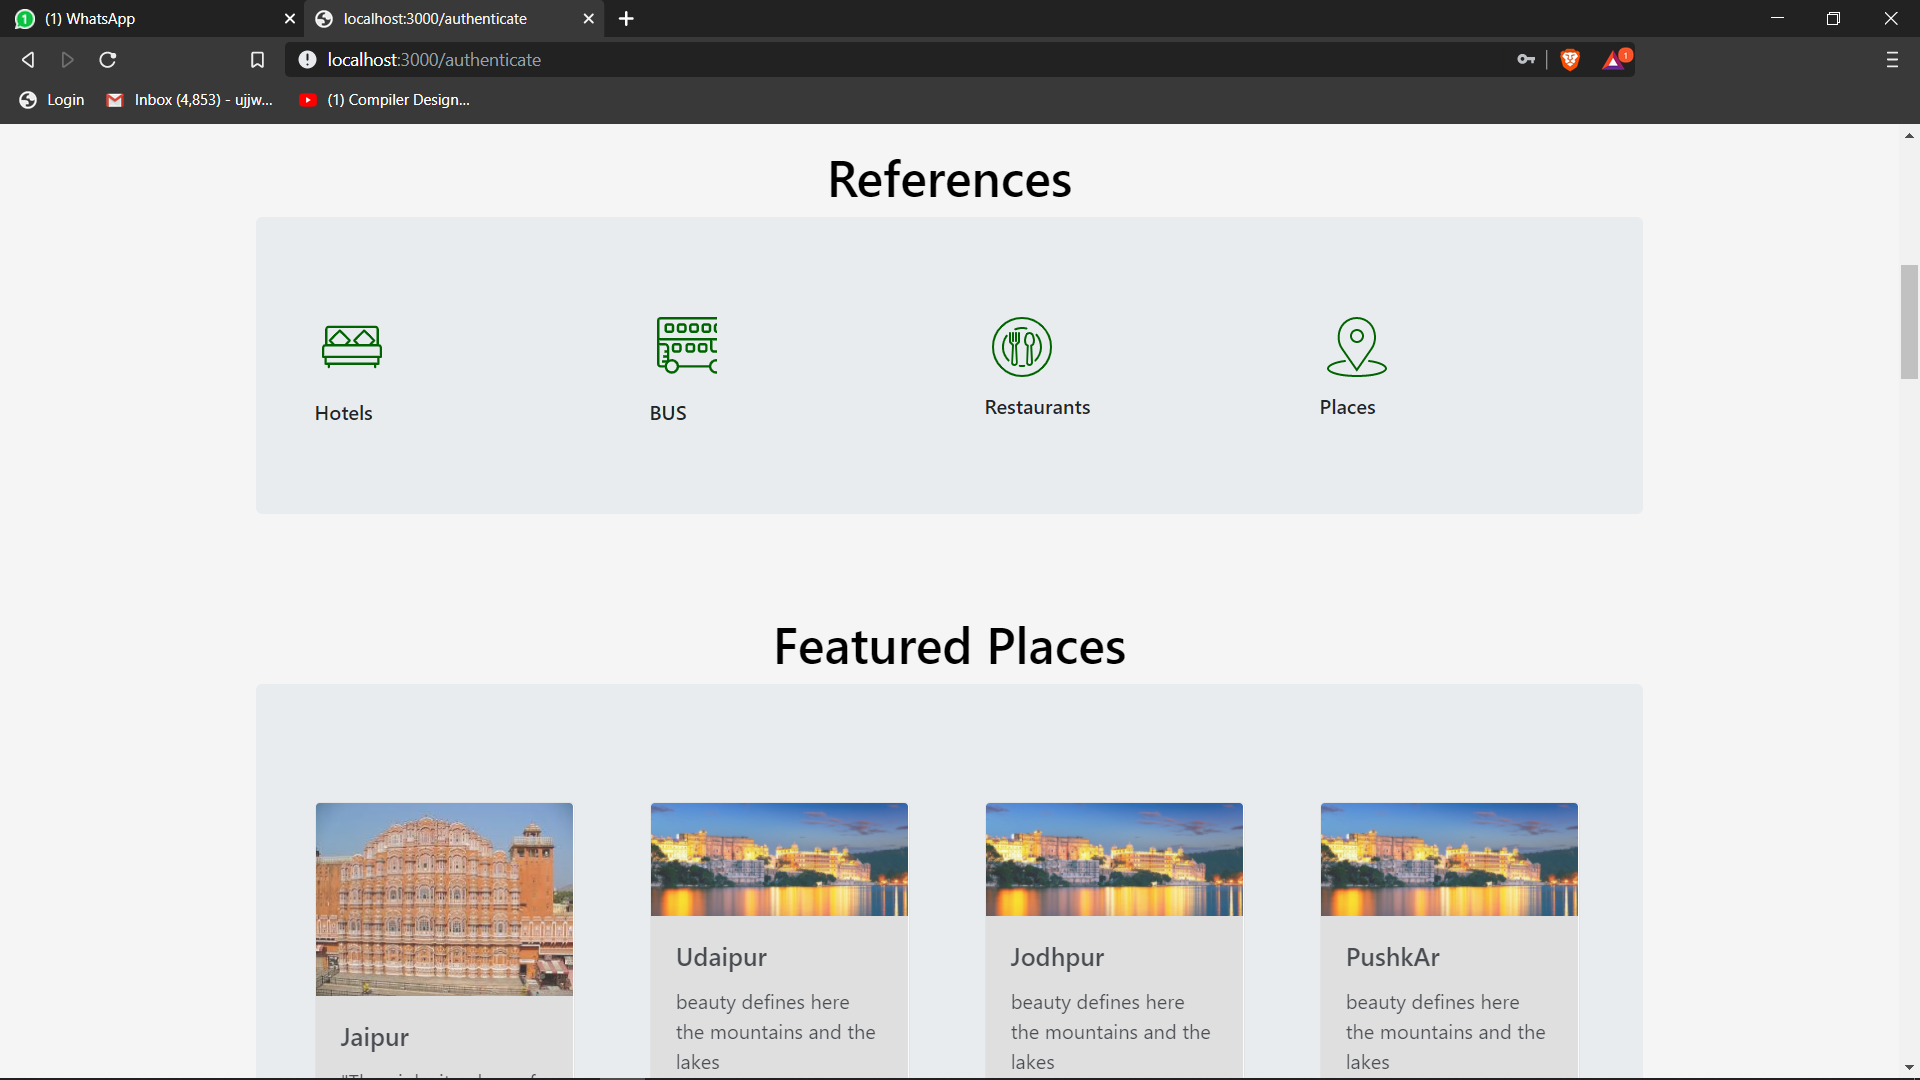 (1) WhatsApp
localhost:3000/authenticate
localhost:3000/authenticate
1
Login
Inbox (4,853) - ujjw...
(1) Compiler Design...
References
Hotels
BUS
Restaurants
Places
Featured Places
Jaipur
Udaipur
beauty defines here
the mountains and the
lakes
Jodhpur
beauty defines here
the mountains and the
lakes
PushkAr
beauty defines here
the mountains and the
lakes